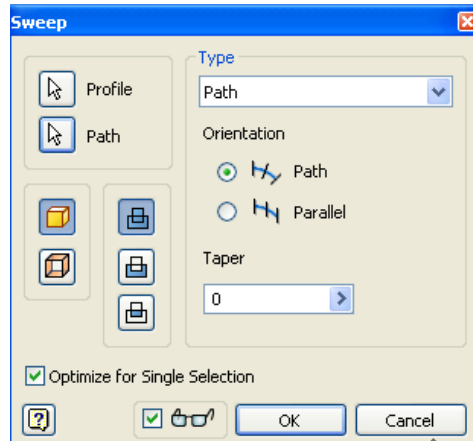 Sweep
Profile
Path
Type
Path
Orientation
Path
Parallel
Taper
0
Optimize for Single Selection
OK
Cancel